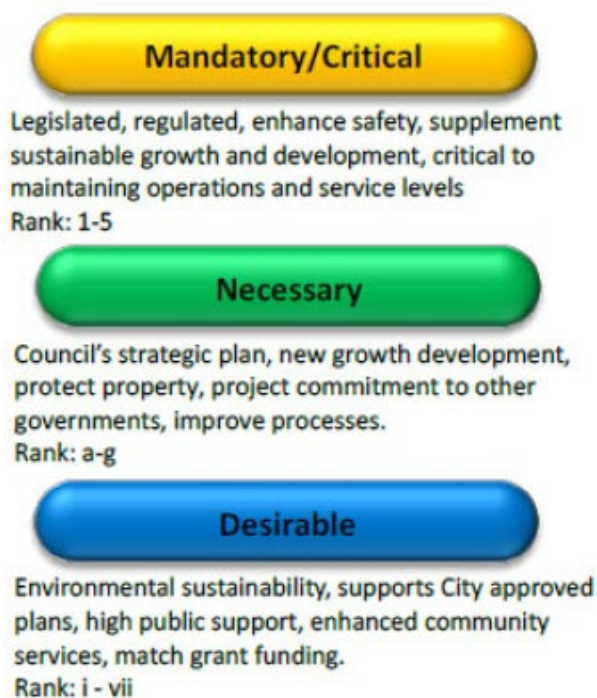 Mandatory/Critical
Legislated, regulated, enhance safety, supplement
sustainable growth and development, critical to
maintaining operations and service levels
Rank: 1-5
Necessary
Council's strategic plan, new growth development,
protect property, project commitment to other
governments, improve processes.
Rank: a-g
Desirable
Environmental sustainability, supports City approved
plans, high public support, enhanced community
services, match grant funding.
Rank: i - vii